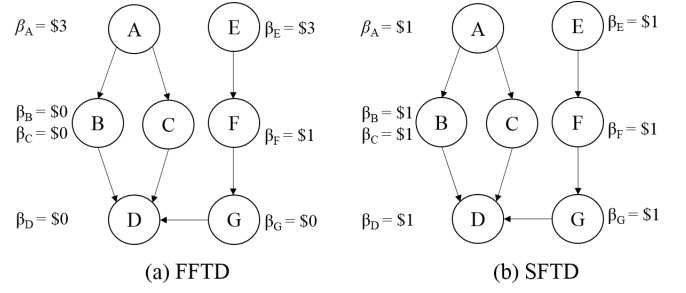 β_A = $3 A E β_E = $3
β_B = $0
β_C = $0 B C F β_F = $1
β_D = $0 D G β_G = $0
(a) FFTD
β_A = $1 A E β_E = $1
β_B = $1
β_C = $1 B C F β_F = $1
β_D = $1 D G β_G = $1
(b) SFTD